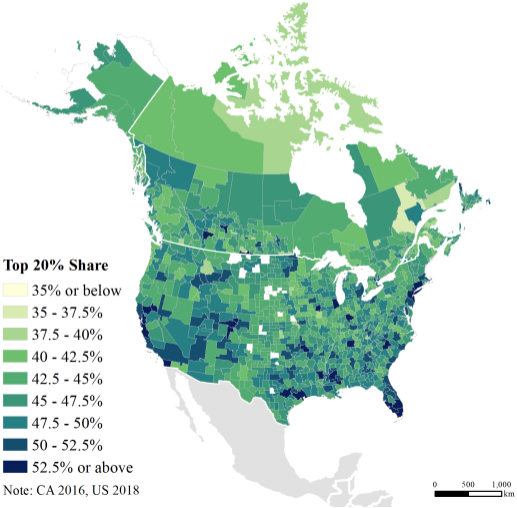 Top 20% Share
35% or below
35 - 37.5%
37.5 - 40%
40 - 42.5%
42.5 - 45%
45 - 47.5%
47.5 - 50%
50 - 52.5%
52.5% or above
Note: CA 2016, US 2018
0 500 1,000
km